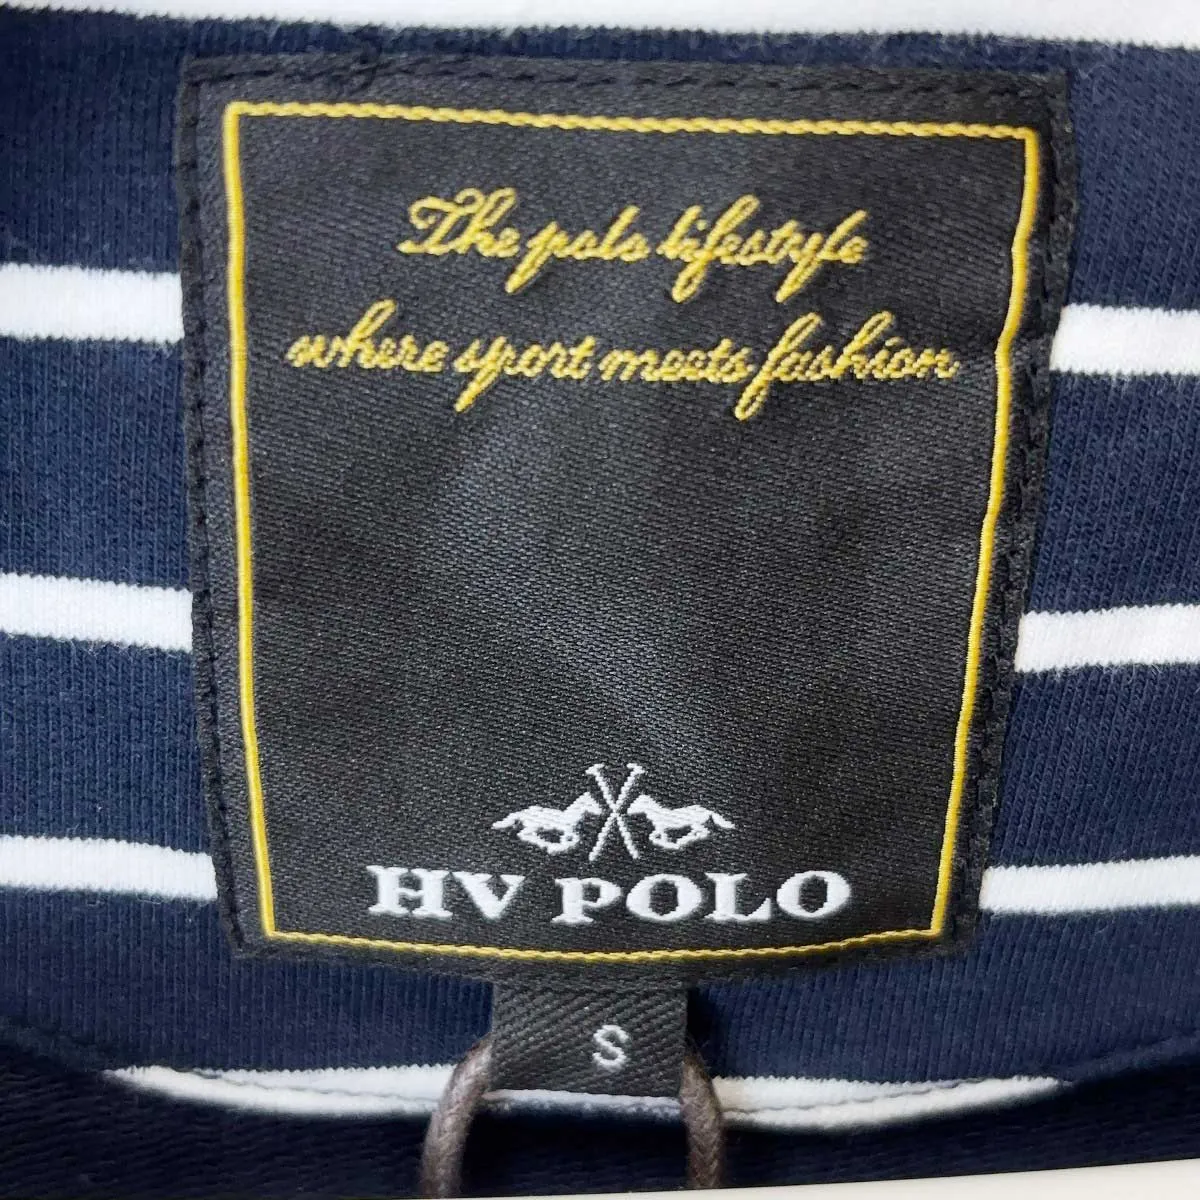 The polo lifestyle
where sport meets fashion
HV POLO
S